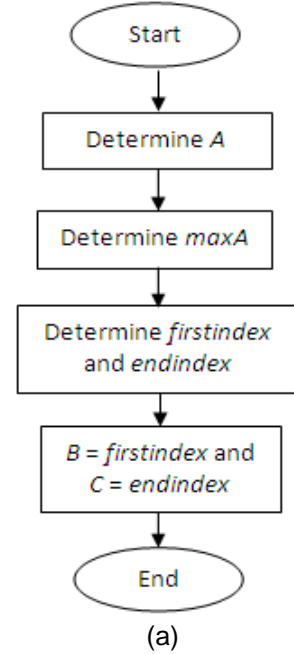 Start
Determine A
Determine maxA
Determine firstindex
and endindex
B = firstindex and
C = endindex
End
(a)